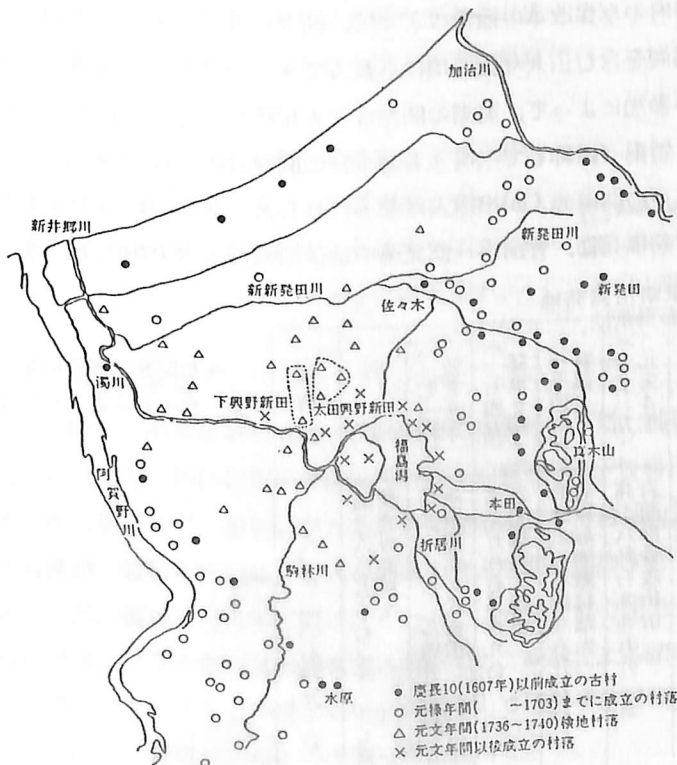 加治川
新井郷川
新発田川
新新発田川
佐々木
新発田
濁川
下興野新田
太田興野新田
福島潟
真木山
阿賀野川
本田
折居川
駒林川
水原
● 慶長10(1607年)以前成立の古村
○ 元禄年間( ~1703)までに成立の村落
△ 元文年間(1736~1740)検地村落
× 元文年間以後成立の村落